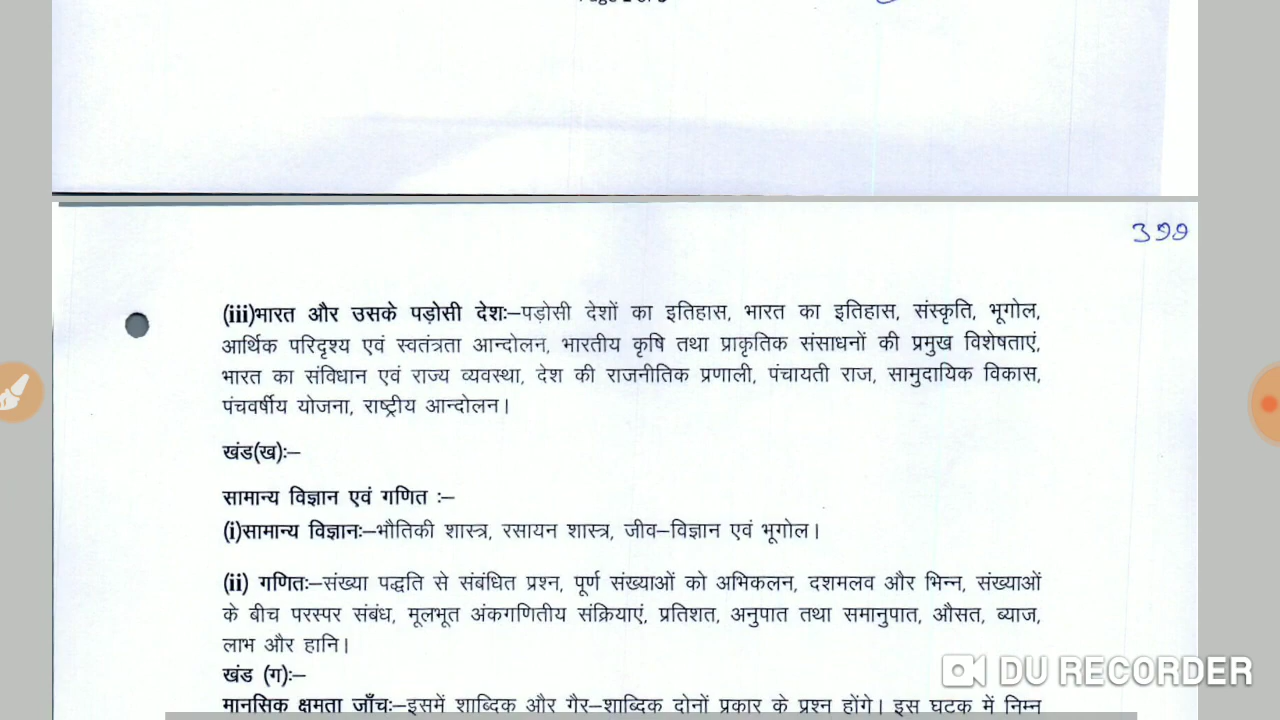 399
(iii)भारत और उसके पड़ोसी देशः–पड़ोसी देशों का इतिहास, भारत का इतिहास, संस्कृति, भूगोल,
आर्थिक परिदृश्य एवं स्वतंत्रता आन्दोलन, भारतीय कृषि तथा प्राकृतिक संसाधनों की प्रमुख विशेषताएं,
भारत का संविधान एवं राज्य व्यवस्था, देश की राजनीतिक प्रणाली, पंचायती राज, सामुदायिक विकास,
पंचवर्षीय योजना, राष्ट्रीय आन्दोलन।
खंड(ख):–
सामान्य विज्ञान एवं गणित :–
(i)सामान्य विज्ञानः–भौतिकी शास्त्र, रसायन शास्त्र, जीव–विज्ञान एवं भूगोल।
(ii) गणितः–संख्या पद्धति से संबंधित प्रश्न, पूर्ण संख्याओं को अभिकलन, दशमलव और भिन्न, संख्याओं
के बीच परस्पर संबंध, मूलभूत अंकगणितीय संक्रियाएं, प्रतिशत, अनुपात तथा समानुपात, औसत, ब्याज,
लाभ और हानि।
खंड (ग):–
मानसिक क्षमता जाँचः–इसमें शाब्दिक और गैर–शाब्दिक दोनों प्रकार के प्रश्न होंगे। इस घटक में निम्न
DU RECORDER